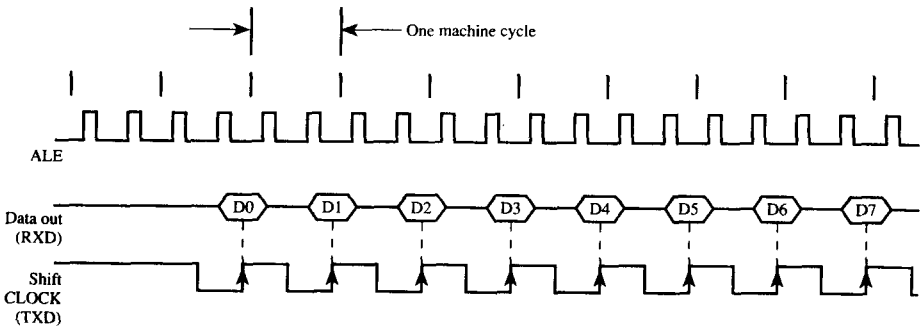 One machine cycle
ALE
Data out
(RXD)
D0 D1 D2 D3 D4 D5 D6 D7
Shift
CLOCK
(TXD)